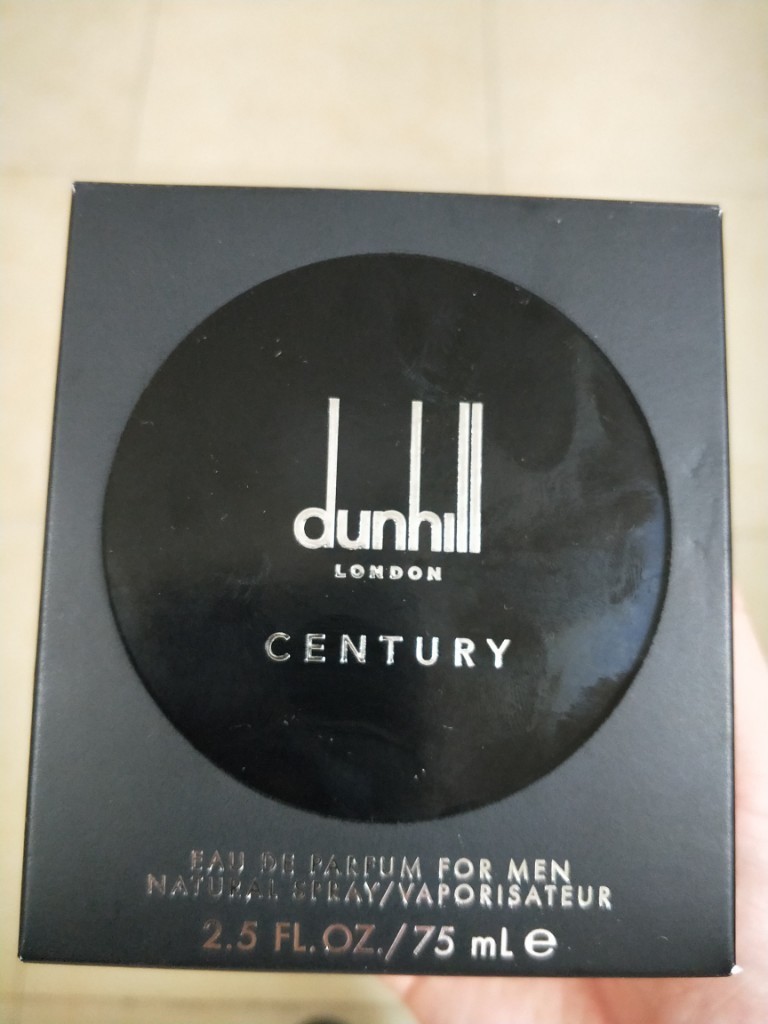 dunhill
LONDON
CENTURY
EAU DE PARFUM FOR MEN
NATURAL SPRAY/VAPORISATEUR
2.5 FL.OZ./75 mL ℮